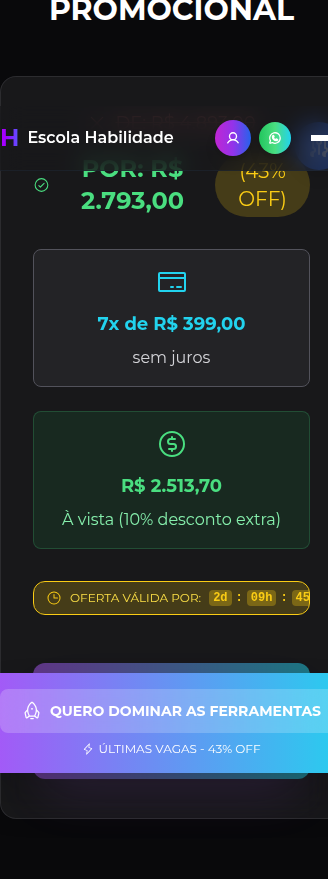 PROMOCIONAL
H Escola Habilidade
POR: R$
2.793,00
(43%
OFF)
7x de R$ 399,00
sem juros
R$ 2.513,70
À vista (10% desconto extra)
OFERTA VÁLIDA POR: 2d : 09h : 45
QUERO DOMINAR AS FERRAMENTAS
ÚLTIMAS VAGAS - 43% OFF